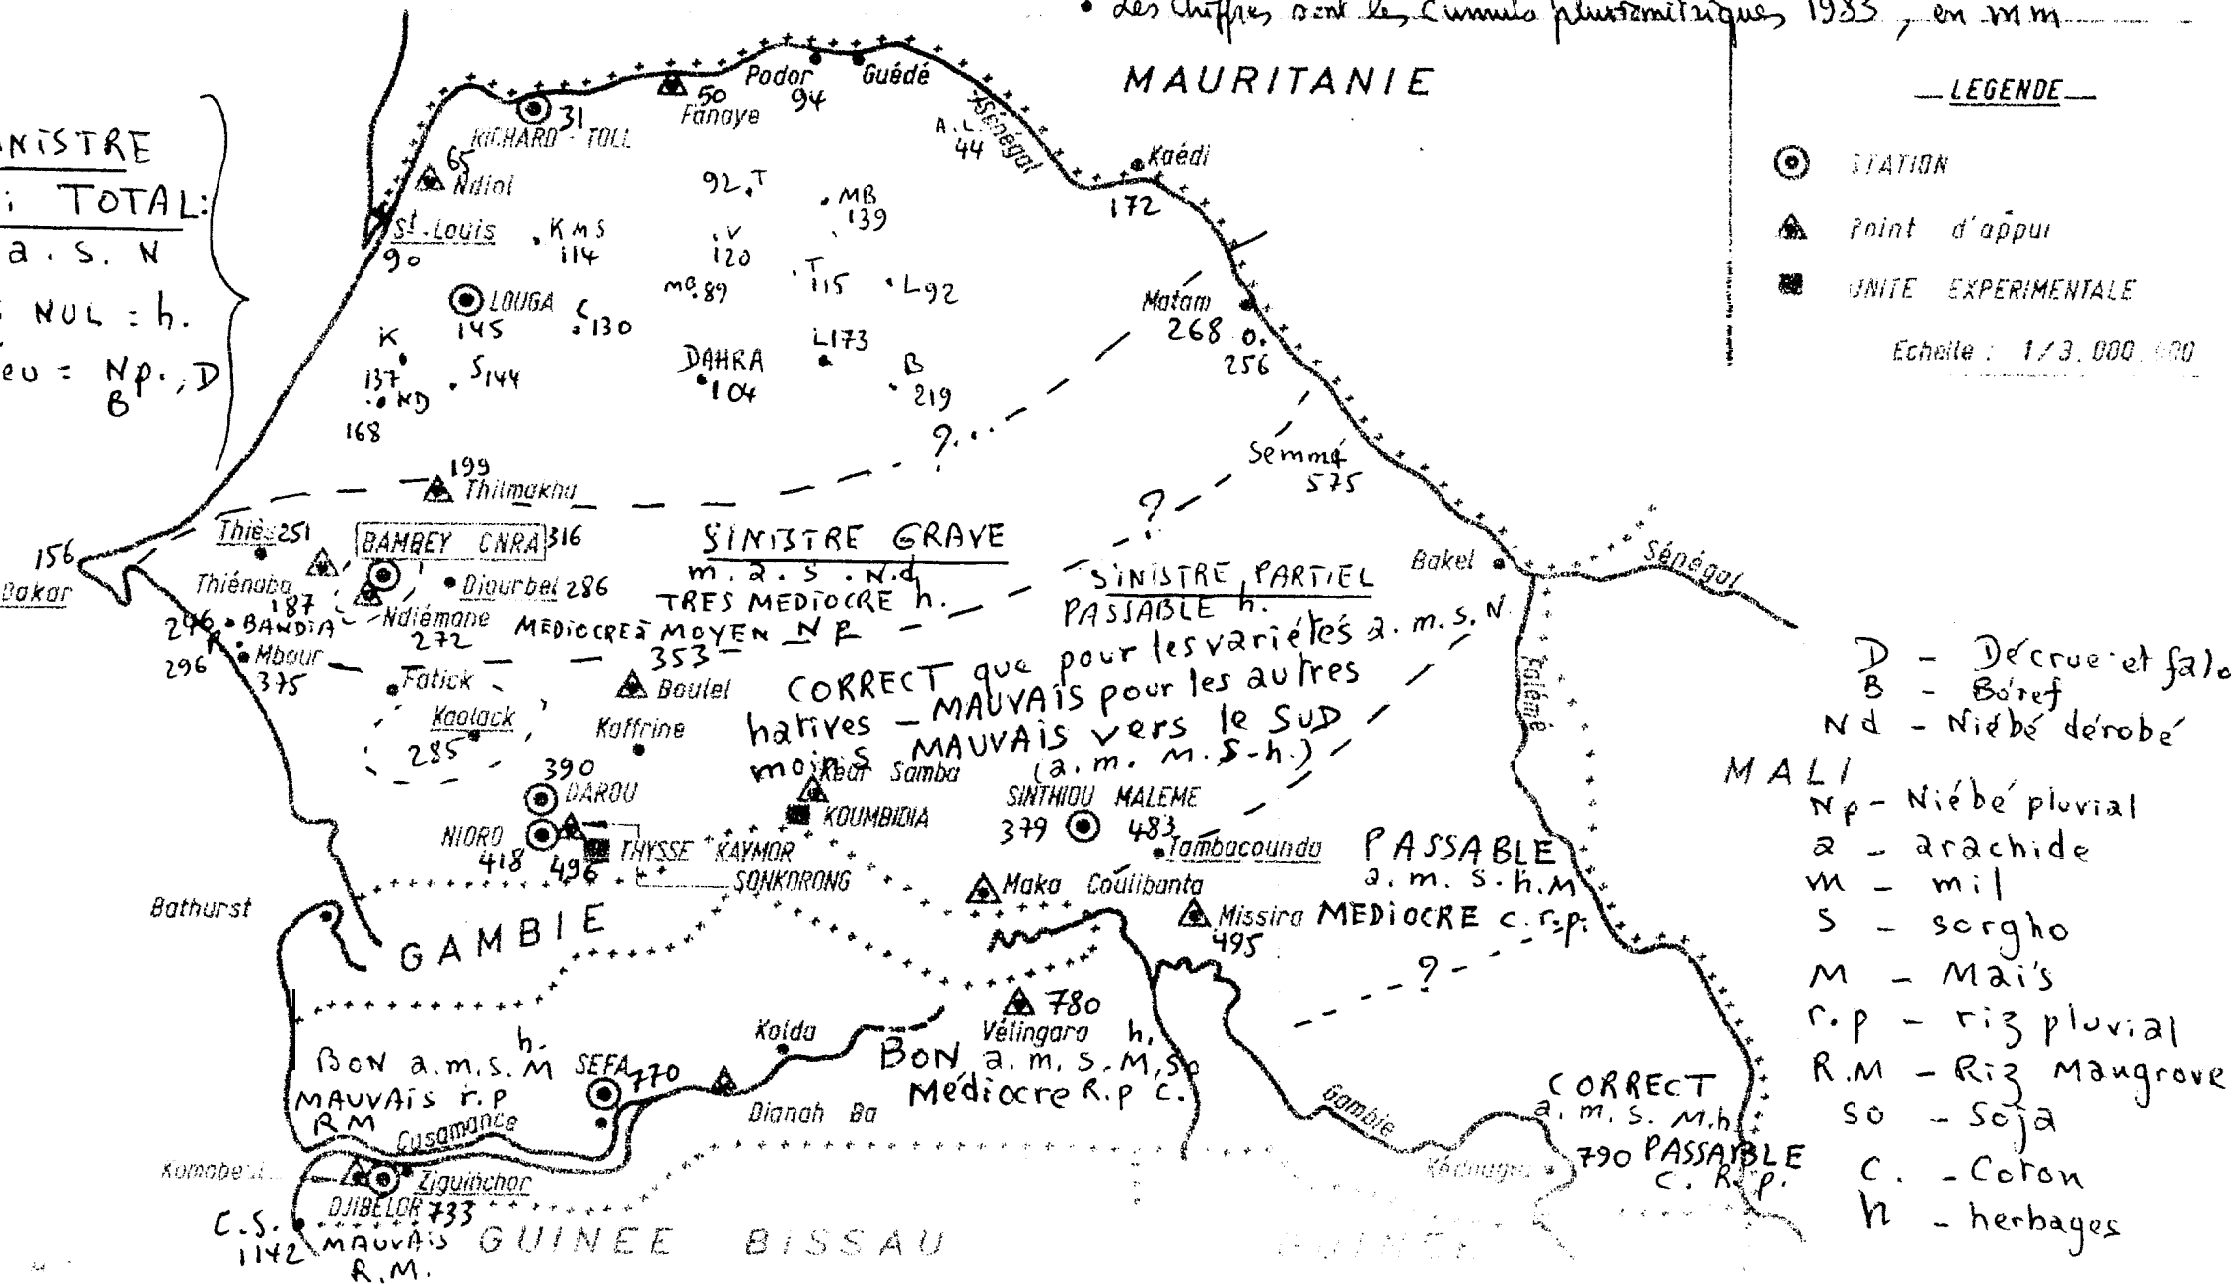 • Les chiffres sont les cumuls pluviométriques 1983, en mm
MAURITANIE
LEGENDE
STATION
Point d'appui
UNITE EXPERIMENTALE
Echelle : 1/3.000.000
NISTRE
i TOTAL:
a. s. N
NUL = h.
eu = Np., D
B
Podor
94
Guédé
50
Fanaye
31
RICHARD - TOLL
A.L.
44
Sénégal
Kaédi
172
65
Ndiol
92. T
MB
139
St.Louis
90
K M S
114
V
120
T
115
L92
LOUGA
145
C
130
Matam
268
O.
256
K
137
ND
168
S144
DAHRA
104
L173
B
219
?
199
Thilmakha
Semmé
575
?
156
Dakar
Thiès 251
BAMBEY CNRA 316
SINISTRE GRAVE
m. a. s. N.d,
TRES MEDIOCRE h.
MEDIOCRE à MOYEN N P
Thiénaba
187
Diourbel 286
Ndiémane
272
SINISTRE PARTIEL
PASSABLE h.
Bakel
Sénégal
BANDIA
296
Mbour
375
Fatick
353
Boulel
CORRECT que pour les variétés a. m. s. N
hatives - MAUVAIS pour les autres
moins MAUVAIS vers le SUD
(a. m. M. S-h.)
Kaolack
285
Kaffrine
Falémé
390
DAROU
Kéur Samba
KOUMBIDIA
SINTHIOU MALEME
379
483
NIORO
418
496
THYSSE KAYMOR
SONKORONG
Tambacounda
PASSABLE
a. m. s. h. M
MEDIOCRE c. r.p.
Maka Coulibanta
Missira
495
?
Bathurst
GAMBIE
780
Vélingara
BON a. m. s. M, So
h.
Médiocre R.p C.
Kolda
h.
BON a.m.s. M
MAUVAIS r.p
R M
SEFA 770
Casamance
Dianah Ba
Gambie
CORRECT
a. m. s. M. h
790 PASSABLE
C. R. p.
Ziguinchor
DJIBELOR 733
C.S.
1142
MAUVAIS
R.M.
GUINEE BISSAU
GUINEE
MALI
D - Décrue et falo
B - Béref
Nd - Niébé dérobé
Np - Niébé pluvial
a - arachide
m - mil
S - sorgho
M - Maïs
r.p - riz pluvial
R.M - Riz Mangrove
so - Soja
C. - Coton
h - herbages